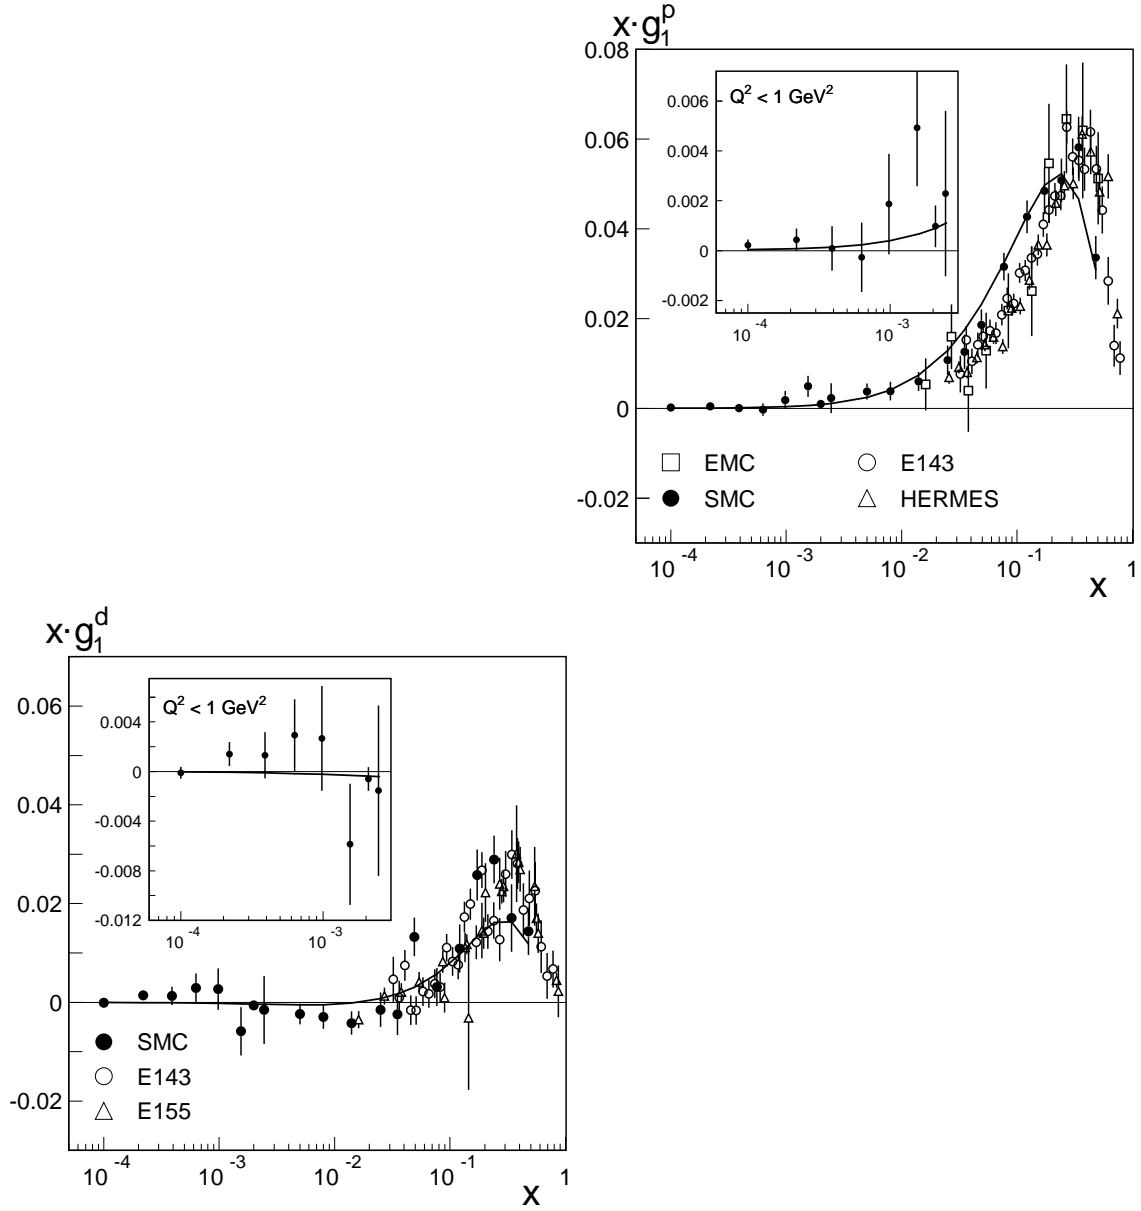 x·g₁ᵖ
0.08
0.06
0.04
0.02
0
-0.02
Q² < 1 GeV²
0.006
0.004
0.002
0
-0.002
10⁻⁴ 10⁻³
EMC E143
SMC HERMES
10⁻⁴ 10⁻³ 10⁻² 10⁻¹ 1
x
x·g₁ᵈ
0.06
0.04
0.02
0
-0.02
Q² < 1 GeV²
0.004
0
-0.004
-0.008
-0.012
10⁻⁴ 10⁻³
SMC
E143
E155
10⁻⁴ 10⁻³ 10⁻² 10⁻¹ 1
x